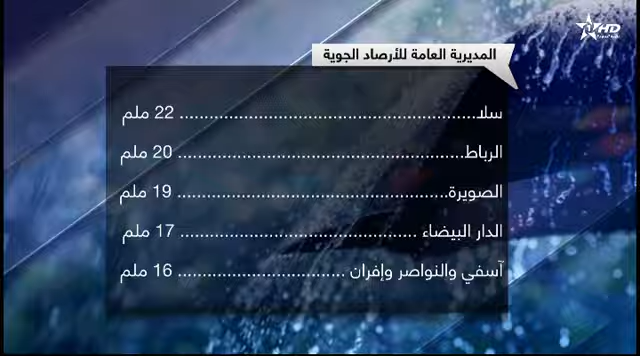 HD
المديرية العامة للأرصاد الجوية
سلا........................................................ 22 ملم
الرباط..................................................... 20 ملم
الصويرة.................................................. 19 ملم
الدار البيضاء ........................................... 17 ملم
آسفي والنواصر وإفران .............................. 16 ملم